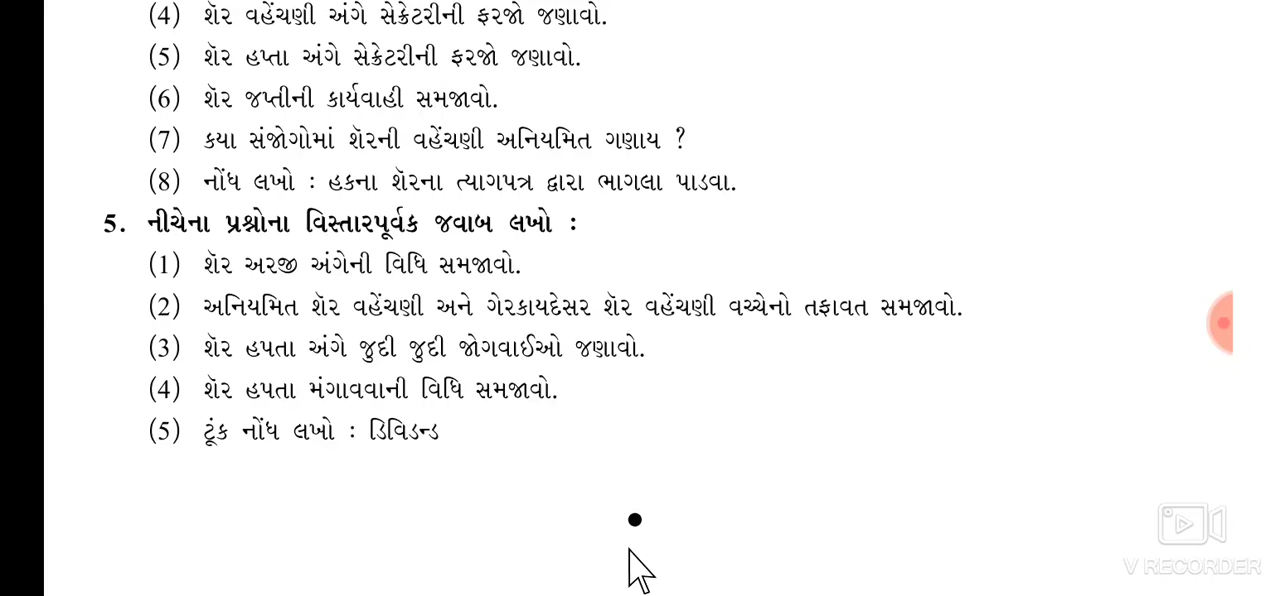 (4) શૅર વહેંચણી અંગે સેક્રેટરીની ફરજો જણાવો.
(5) શૅર હપ્તા અંગે સેક્રેટરીની ફરજો જણાવો.
(6) શૅર જપ્તીની કાર્યવાહી સમજાવો.
(7) કયા સંજોગોમાં શૅરની વહેંચણી અનિયમિત ગણાય ?
(8) નોંધ લખો : હકના શૅરના ત્યાગપત્ર દ્વારા ભાગલા પાડવા.
5. નીચેના પ્રશ્નોના વિસ્તારપૂર્વક જવાબ લખો :
(1) શૅર અરજી અંગેની વિધિ સમજાવો.
(2) અનિયમિત શૅર વહેંચણી અને ગેરકાયદેસર શૅર વહેંચણી વચ્ચેનો તફાવત સમજાવો.
(3) શૅર હપતા અંગે જુદી જુદી જોગવાઈઓ જણાવો.
(4) શૅર હપતા મંગાવવાની વિધિ સમજાવો.
(5) ટૂંક નોંધ લખો : ડિવિડન્ડ
V RECORDER